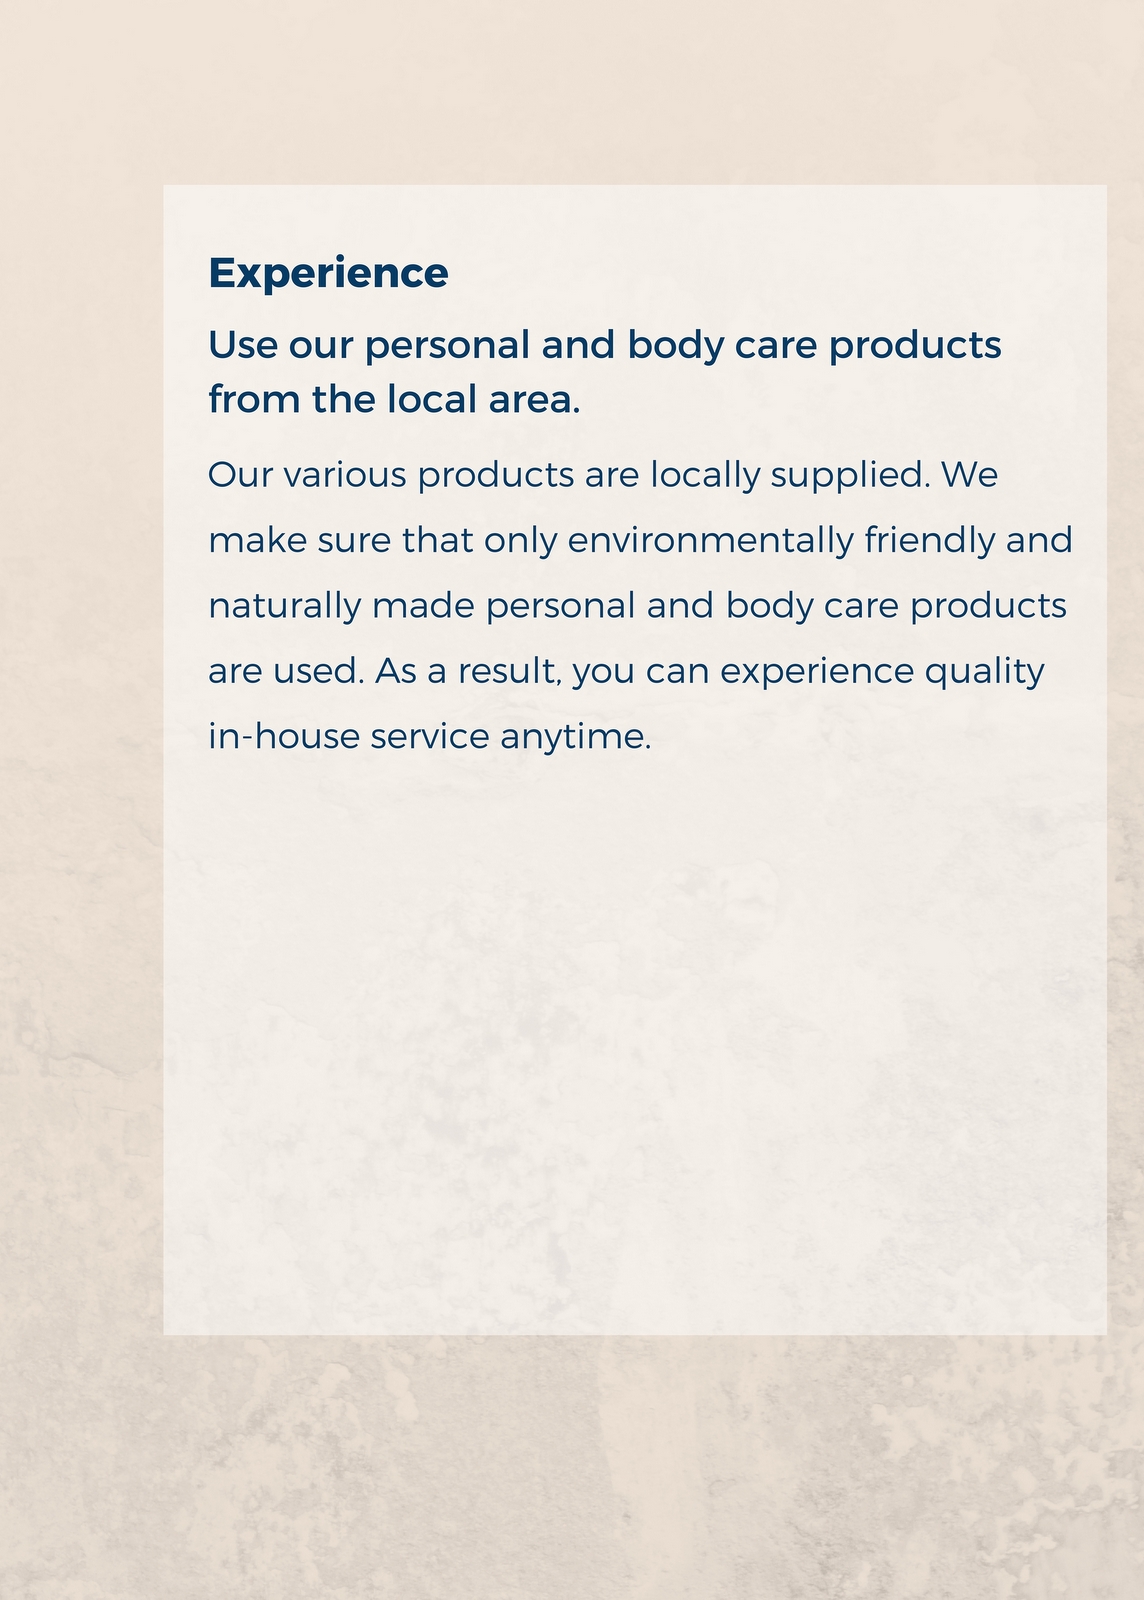 Experience
Use our personal and body care products
from the local area.
Our various products are locally supplied. We
make sure that only environmentally friendly and
naturally made personal and body care products
are used. As a result, you can experience quality
in-house service anytime.